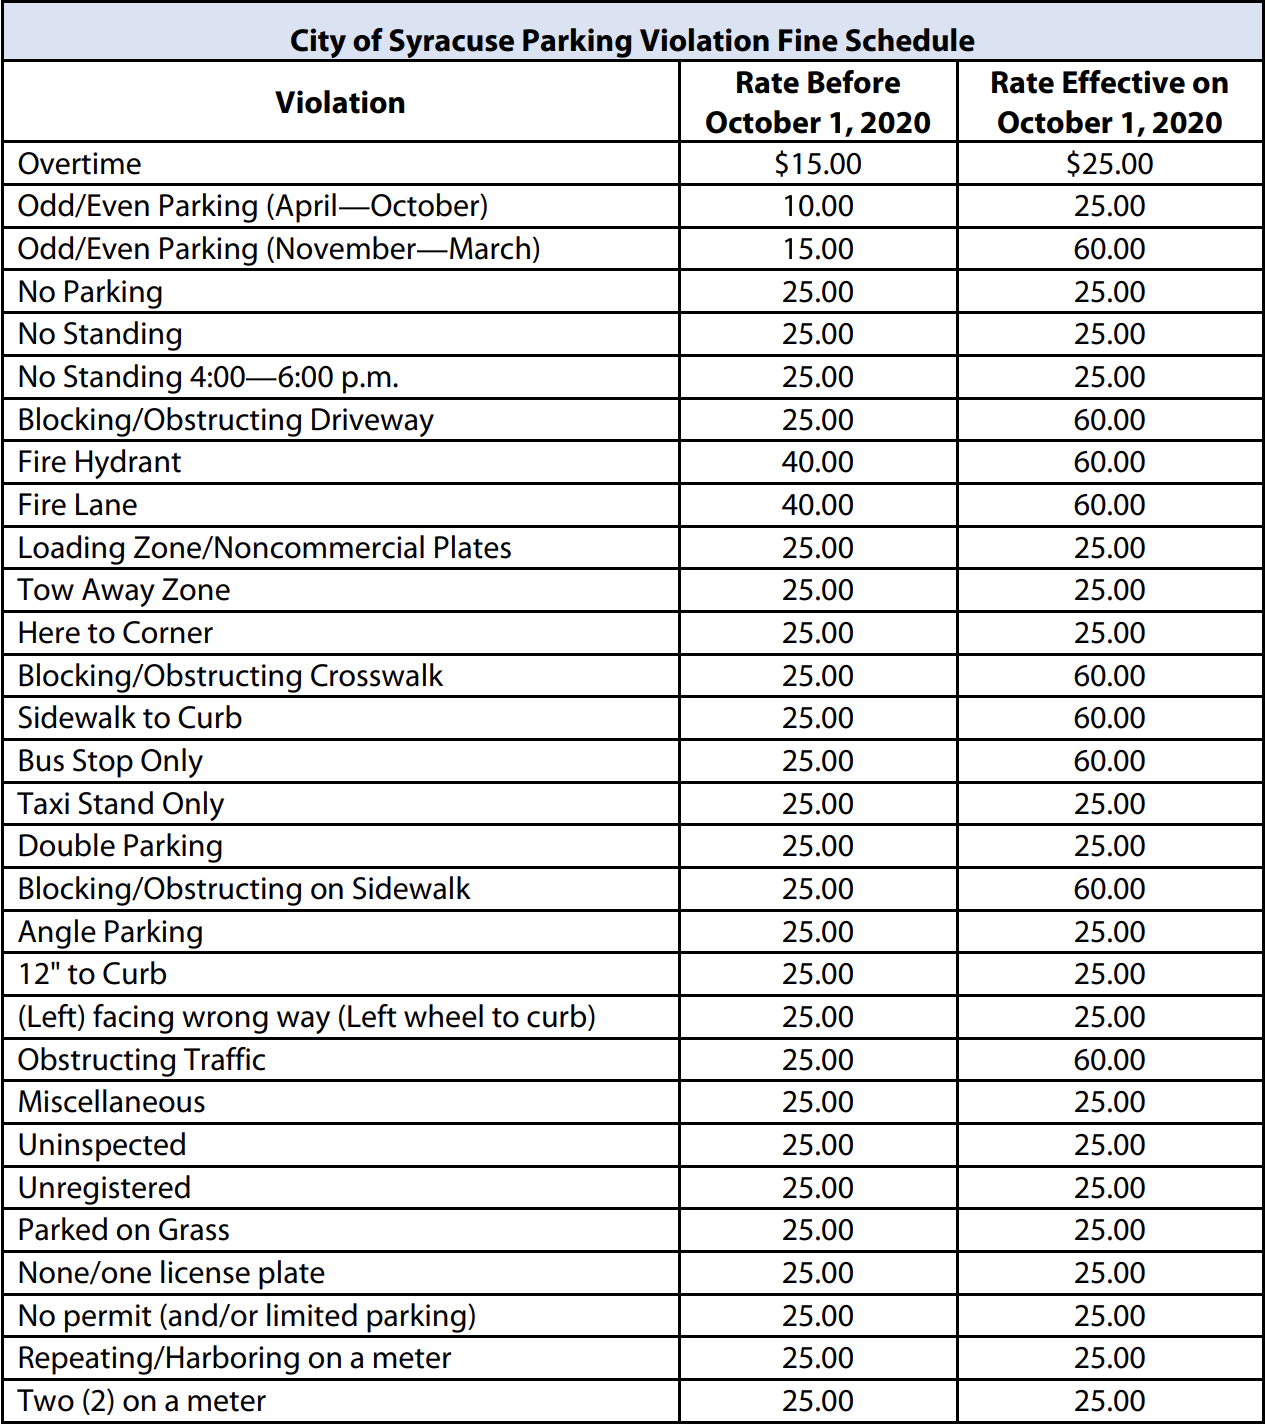 City of Syracuse Parking Violation Fine Schedule
Violation Rate Before October 1, 2020 Rate Effective on October 1, 2020
Overtime $15.00 $25.00
Odd/Even Parking (April—October) 10.00 25.00
Odd/Even Parking (November—March) 15.00 60.00
No Parking 25.00 25.00
No Standing 25.00 25.00
No Standing 4:00—6:00 p.m. 25.00 25.00
Blocking/Obstructing Driveway 25.00 60.00
Fire Hydrant 40.00 60.00
Fire Lane 40.00 60.00
Loading Zone/Noncommercial Plates 25.00 25.00
Tow Away Zone 25.00 25.00
Here to Corner 25.00 25.00
Blocking/Obstructing Crosswalk 25.00 60.00
Sidewalk to Curb 25.00 60.00
Bus Stop Only 25.00 60.00
Taxi Stand Only 25.00 25.00
Double Parking 25.00 25.00
Blocking/Obstructing on Sidewalk 25.00 60.00
Angle Parking 25.00 25.00
12" to Curb 25.00 25.00
(Left) facing wrong way (Left wheel to curb) 25.00 25.00
Obstructing Traffic 25.00 60.00
Miscellaneous 25.00 25.00
Uninspected 25.00 25.00
Unregistered 25.00 25.00
Parked on Grass 25.00 25.00
None/one license plate 25.00 25.00
No permit (and/or limited parking) 25.00 25.00
Repeating/Harboring on a meter 25.00 25.00
Two (2) on a meter 25.00 25.00